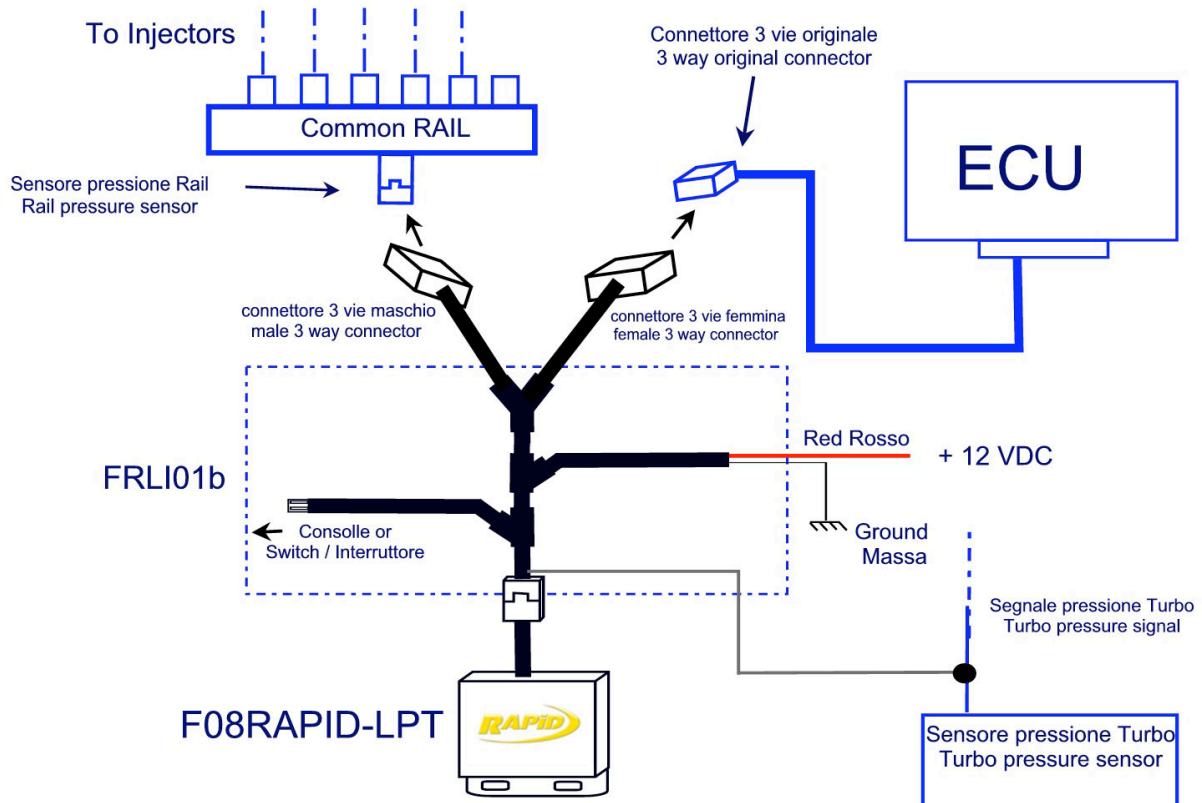 To Injectors
Connettore 3 vie originale
3 way original connector
Common RAIL
ECU
Sensore pressione Rail
Rail pressure sensor
connettore 3 vie maschio
male 3 way connector
connettore 3 vie femmina
female 3 way connector
Red Rosso
+ 12 VDC
FRLI01b
Consolle or
Switch / Interruttore
Ground
Massa
Segnale pressione Turbo
Turbo pressure signal
F08RAPID-LPT
RAPiD
Sensore pressione Turbo
Turbo pressure sensor